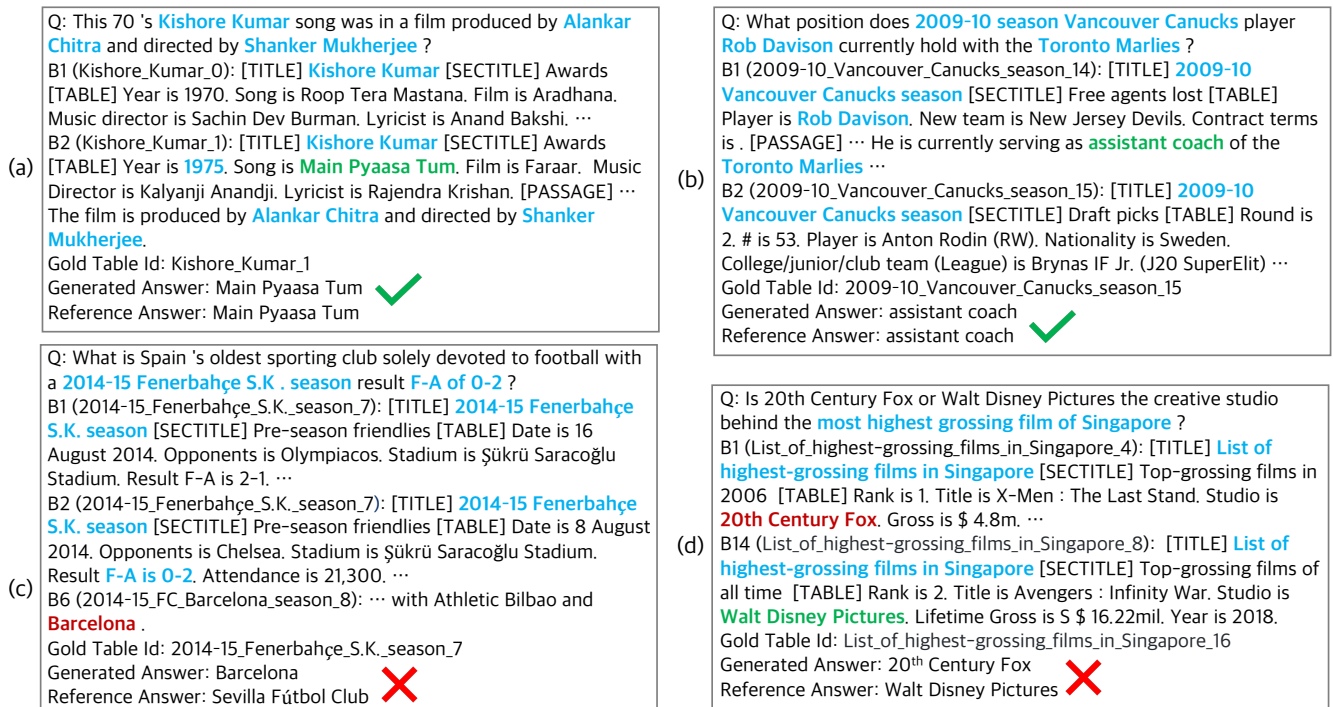 (a)
Q: This 70 's Kishore Kumar song was in a film produced by Alankar
Chitra and directed by Shanker Mukherjee ?
B1 (Kishore_Kumar_0): [TITLE] Kishore Kumar [SECTITLE] Awards
[TABLE] Year is 1970. Song is Roop Tera Mastana. Film is Aradhana.
Music director is Sachin Dev Burman. Lyricist is Anand Bakshi. ⋯
B2 (Kishore_Kumar_1): [TITLE] Kishore Kumar [SECTITLE] Awards
[TABLE] Year is 1975. Song is Main Pyaasa Tum. Film is Faraar. Music
Director is Kalyanji Anandji. Lyricist is Rajendra Krishan. [PASSAGE] ⋯
The film is produced by Alankar Chitra and directed by Shanker
Mukherjee.
Gold Table Id: Kishore_Kumar_1
Generated Answer: Main Pyaasa Tum
Reference Answer: Main Pyaasa Tum
(b)
Q: What position does 2009-10 season Vancouver Canucks player
Rob Davison currently hold with the Toronto Marlies ?
B1 (2009-10_Vancouver_Canucks_season_14): [TITLE] 2009-10
Vancouver Canucks season [SECTITLE] Free agents lost [TABLE]
Player is Rob Davison. New team is New Jersey Devils. Contract terms
is . [PASSAGE] ⋯ He is currently serving as assistant coach of the
Toronto Marlies ⋯
B2 (2009-10_Vancouver_Canucks_season_15): [TITLE] 2009-10
Vancouver Canucks season [SECTITLE] Draft picks [TABLE] Round is
2. # is 53. Player is Anton Rodin (RW). Nationality is Sweden.
College/junior/club team (League) is Brynas IF Jr. (J20 SuperElit) ⋯
Gold Table Id: 2009-10_Vancouver_Canucks_season_15
Generated Answer: assistant coach
Reference Answer: assistant coach
(c)
Q: What is Spain 's oldest sporting club solely devoted to football with
a 2014-15 Fenerbahçe S.K . season result F-A of 0-2 ?
B1 (2014-15_Fenerbahçe_S.K._season_7): [TITLE] 2014-15 Fenerbahçe
S.K. season [SECTITLE] Pre-season friendlies [TABLE] Date is 16
August 2014. Opponents is Olympiacos. Stadium is Şükrü Saracoğlu
Stadium. Result F-A is 2-1. ⋯
B2 (2014-15_Fenerbahçe_S.K._season_7): [TITLE] 2014-15 Fenerbahçe
S.K. season [SECTITLE] Pre-season friendlies [TABLE] Date is 8 August
2014. Opponents is Chelsea. Stadium is Şükrü Saracoğlu Stadium.
Result F-A is 0-2. Attendance is 21,300. ⋯
B6 (2014-15_FC_Barcelona_season_8): ⋯ with Athletic Bilbao and
Barcelona .
Gold Table Id: 2014-15_Fenerbahçe_S.K._season_7
Generated Answer: Barcelona
Reference Answer: Sevilla Fútbol Club
(d)
Q: Is 20th Century Fox or Walt Disney Pictures the creative studio
behind the most highest grossing film of Singapore ?
B1 (List_of_highest-grossing_films_in_Singapore_4): [TITLE] List of
highest-grossing films in Singapore [SECTITLE] Top-grossing films in
2006 [TABLE] Rank is 1. Title is X-Men : The Last Stand. Studio is
20th Century Fox. Gross is $ 4.8m. ⋯
B14 (List_of_highest-grossing_films_in_Singapore_8): [TITLE] List of
highest-grossing films in Singapore [SECTITLE] Top-grossing films of
all time [TABLE] Rank is 2. Title is Avengers : Infinity War. Studio is
Walt Disney Pictures. Lifetime Gross is S $ 16.22mil. Year is 2018.
Gold Table Id: List_of_highest-grossing_films_in_Singapore_16
Generated Answer: 20th Century Fox
Reference Answer: Walt Disney Pictures